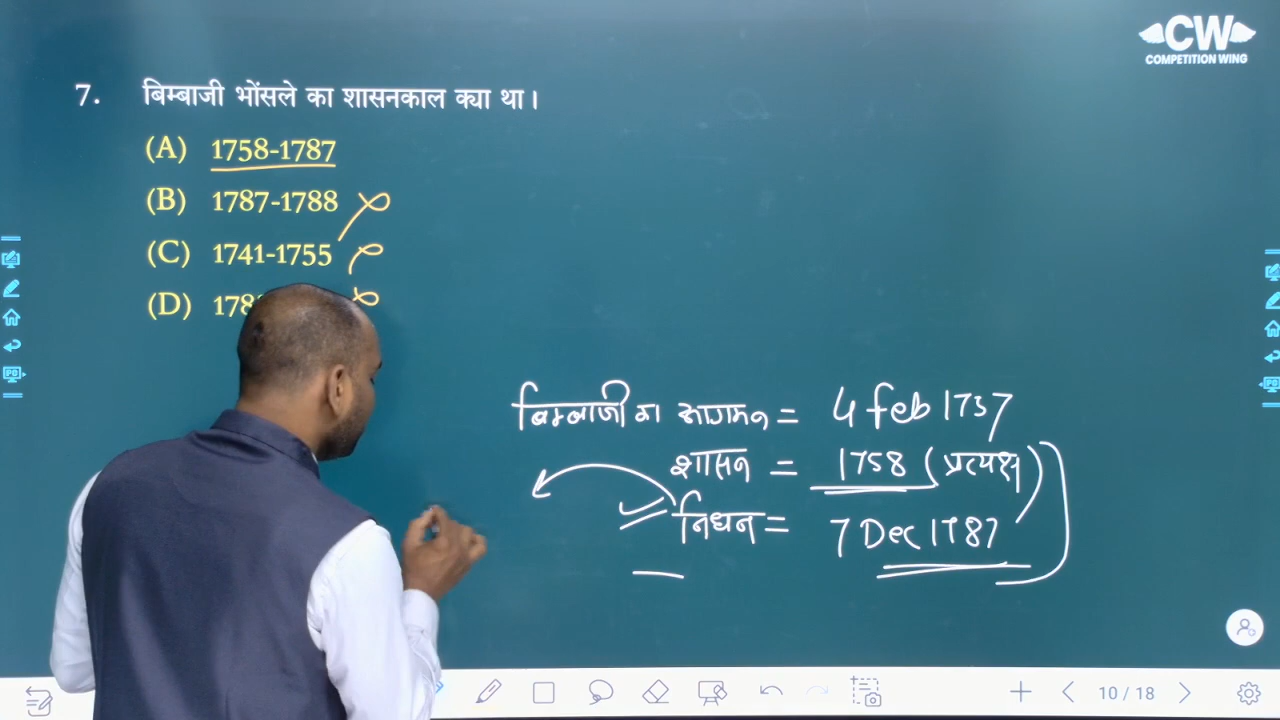 CW
COMPETITION WING
7. बिम्बाजी भोंसले का शासनकाल क्या था।
(A) 1758-1787
(B) 1787-1788
(C) 1741-1755
(D)
बिम्बाजी का आगमन = 4 feb 1737
शासन = 1758 (प्रत्यक्ष)
निधन = 7 Dec 1787
10 / 18